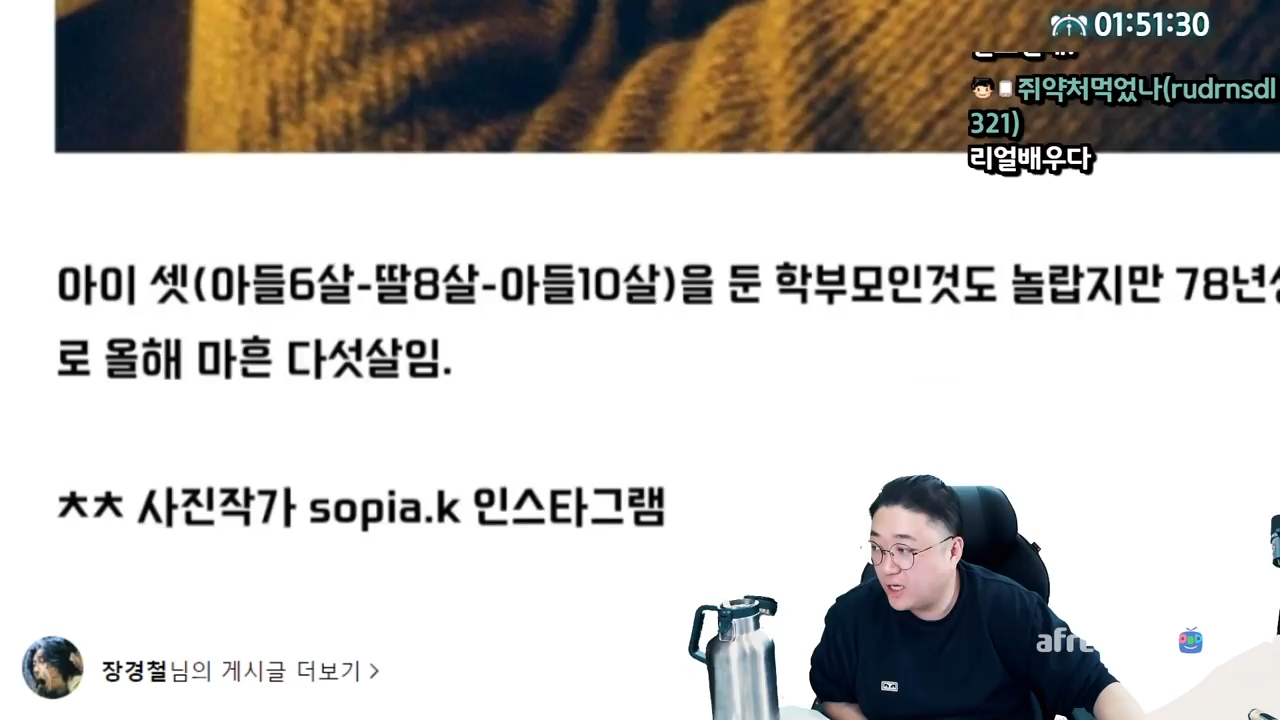 01:51:30
쥐약처먹었나(rudrnsdl
321)
리얼배우다
아이 셋(아들6살-딸8살-아들10살)을 둔 학부모인것도 놀랍지만 78년
로 올해 마흔 다섯살임.
ㅊㅊ 사진작가 sopia.k 인스타그램
장경철님의 게시글 더보기 >
afre